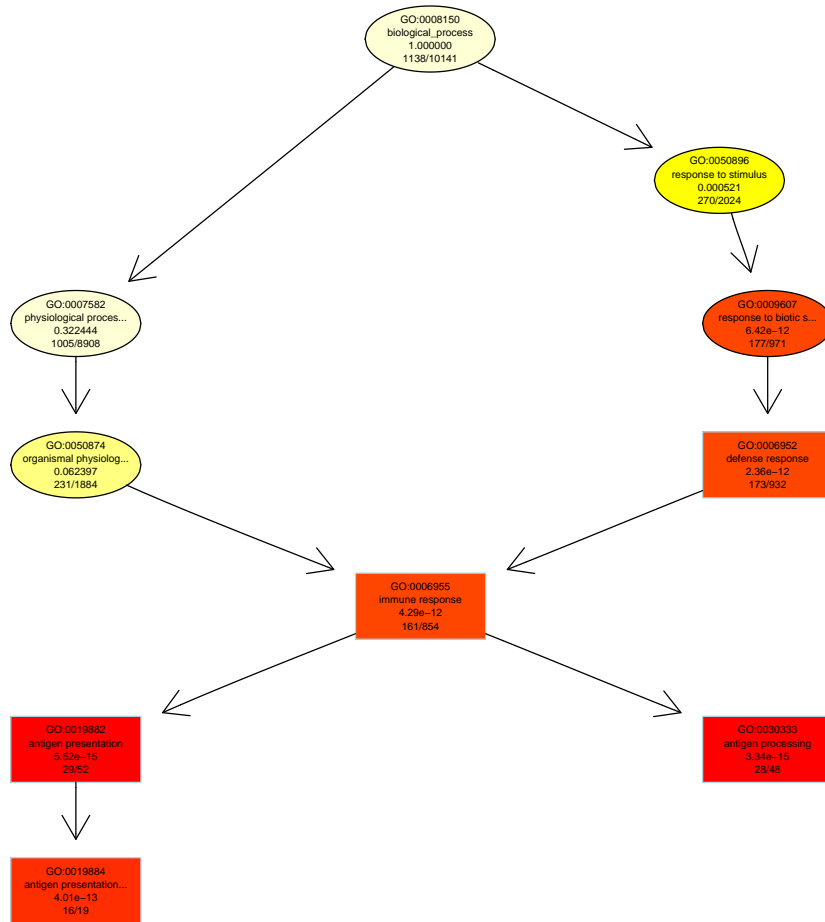 GO:0008150
biological_process
1.000000
1138/10141
GO:0050896
response to stimulus
0.000521
270/2024
GO:0007582
physiological proces...
0.322444
1005/8908
GO:0009607
response to biotic s...
6.42e−12
177/971
GO:0050874
organismal physiolog...
0.062397
231/1884
GO:0006952
defense response
2.36e−12
173/932
GO:0006955
immune response
4.29e−12
161/854
GO:0019882
antigen presentation
5.52e−15
29/52
GO:0030333
antigen processing
3.34e−15
28/48
GO:0019884
antigen presentation...
4.01e−13
16/19